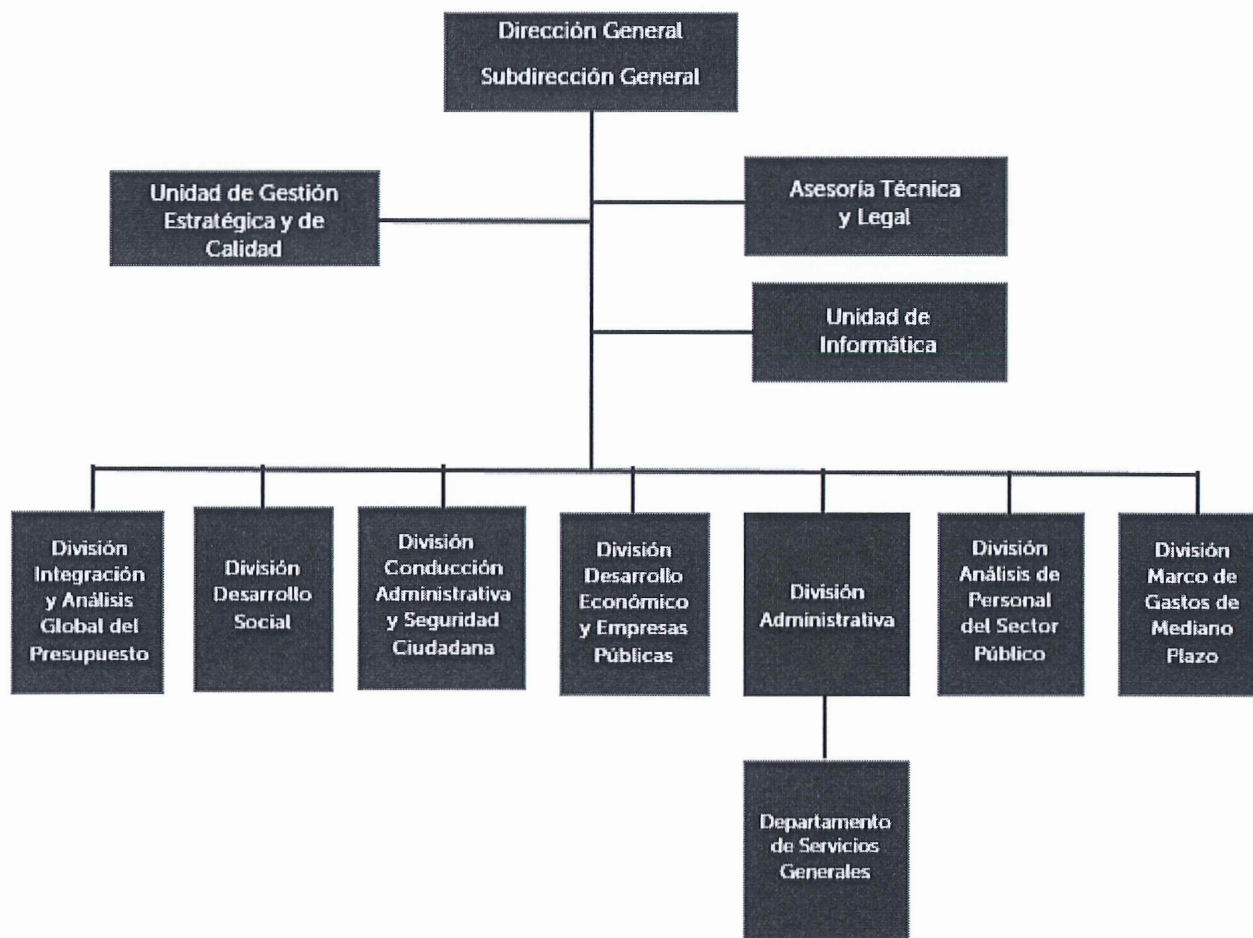 Dirección General
Subdirección General
Unidad de Gestión
Estratégica y de
Calidad
Asesoría Técnica
y Legal
Unidad de
Informática
División
Integración
y Análisis
Global del
Presupuesto
División
Desarrollo
Social
División
Conducción
Administrativa
y Seguridad
Ciudadana
División
Desarrollo
Económico
y Empresas
Públicas
División
Administrativa
División
Análisis de
Personal
del Sector
Público
División
Marco de
Gastos de
Mediano
Plazo
Departamento
de Servicios
Generales